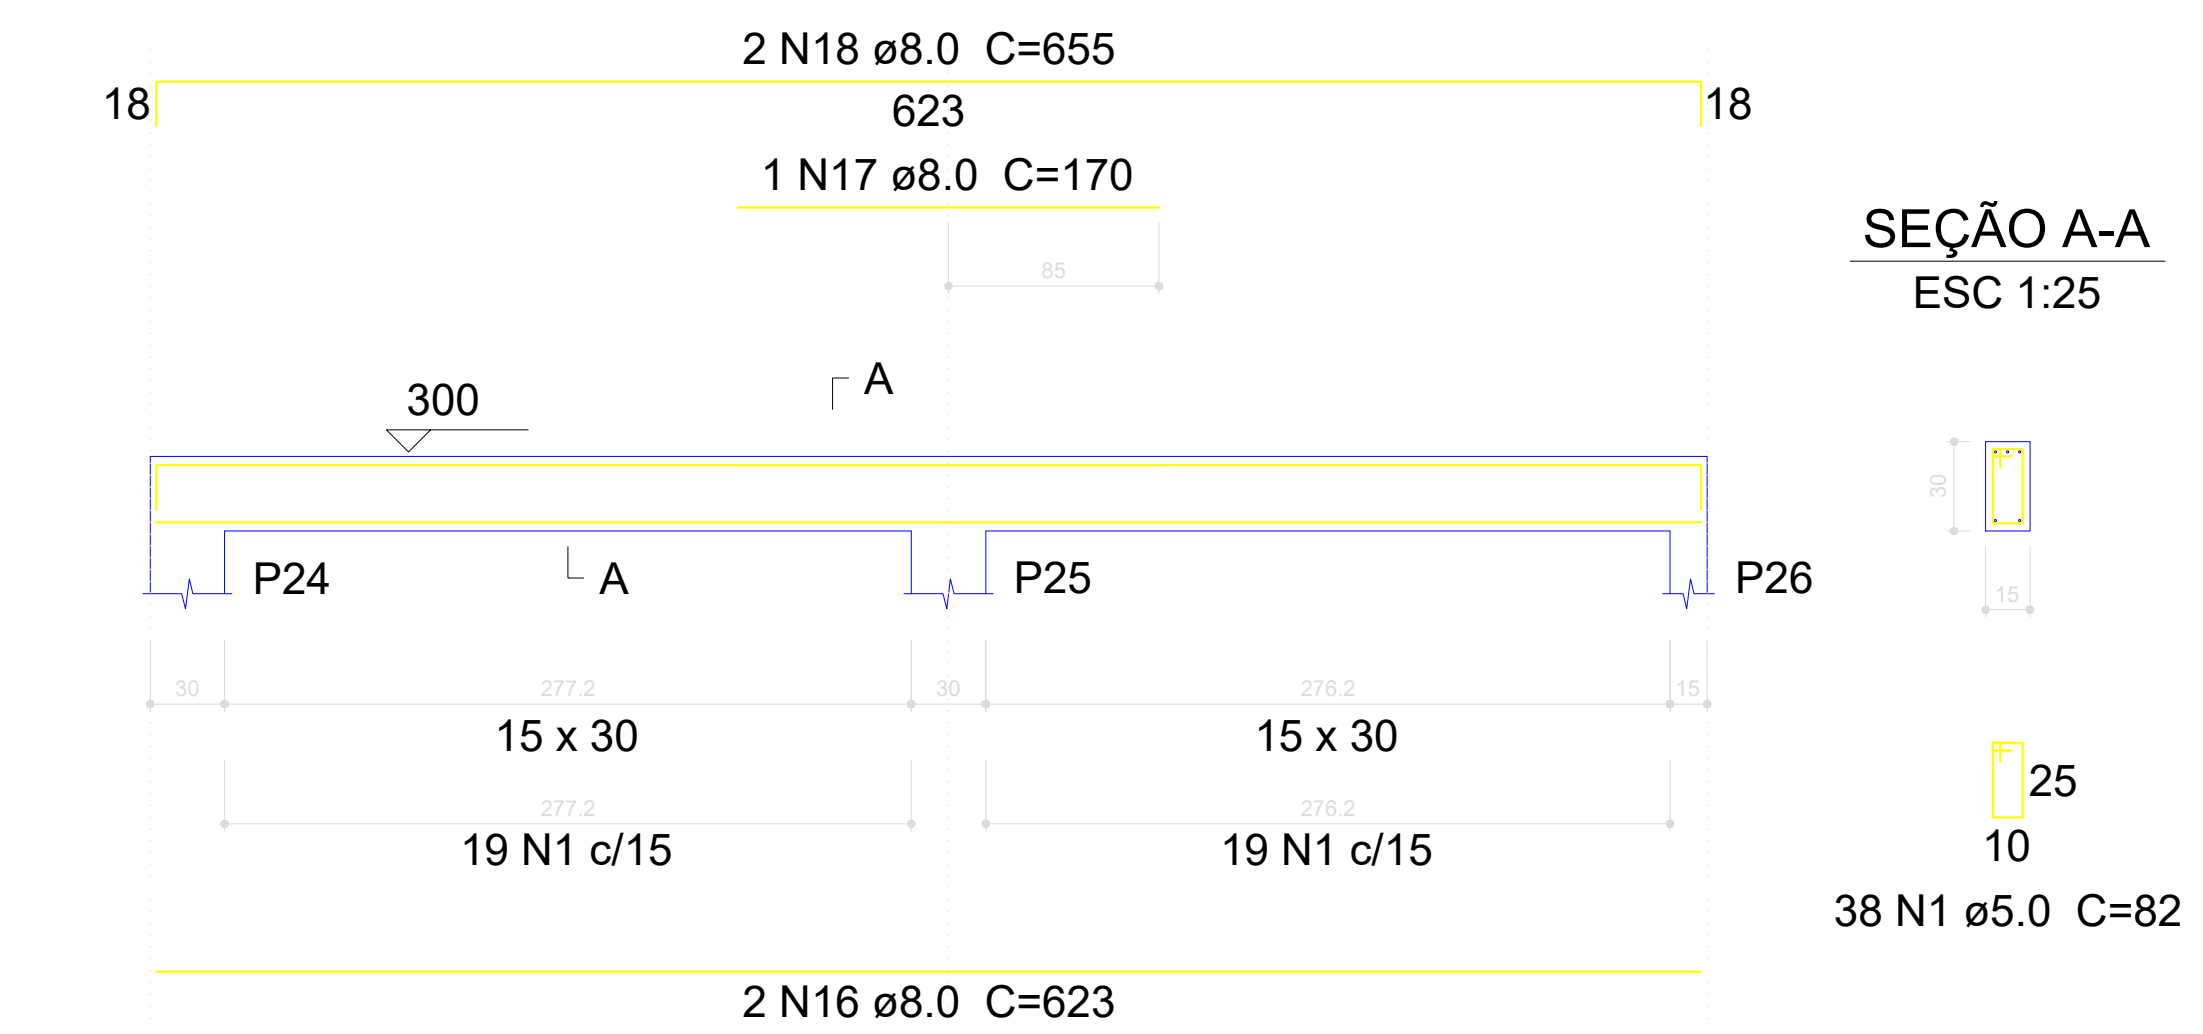 2 N18 ø8.0 C=655
18
623
18
1 N17 ø8.0 C=170
85
SEÇÃO A-A
ESC 1:25
A
300
30
P24
A
P25
P26
15
30
277.2
30
276.2
15
15 x 30
15 x 30
277.2
276.2
19 N1 c/15
19 N1 c/15
25
10
38 N1 ø5.0 C=82
2 N16 ø8.0 C=623